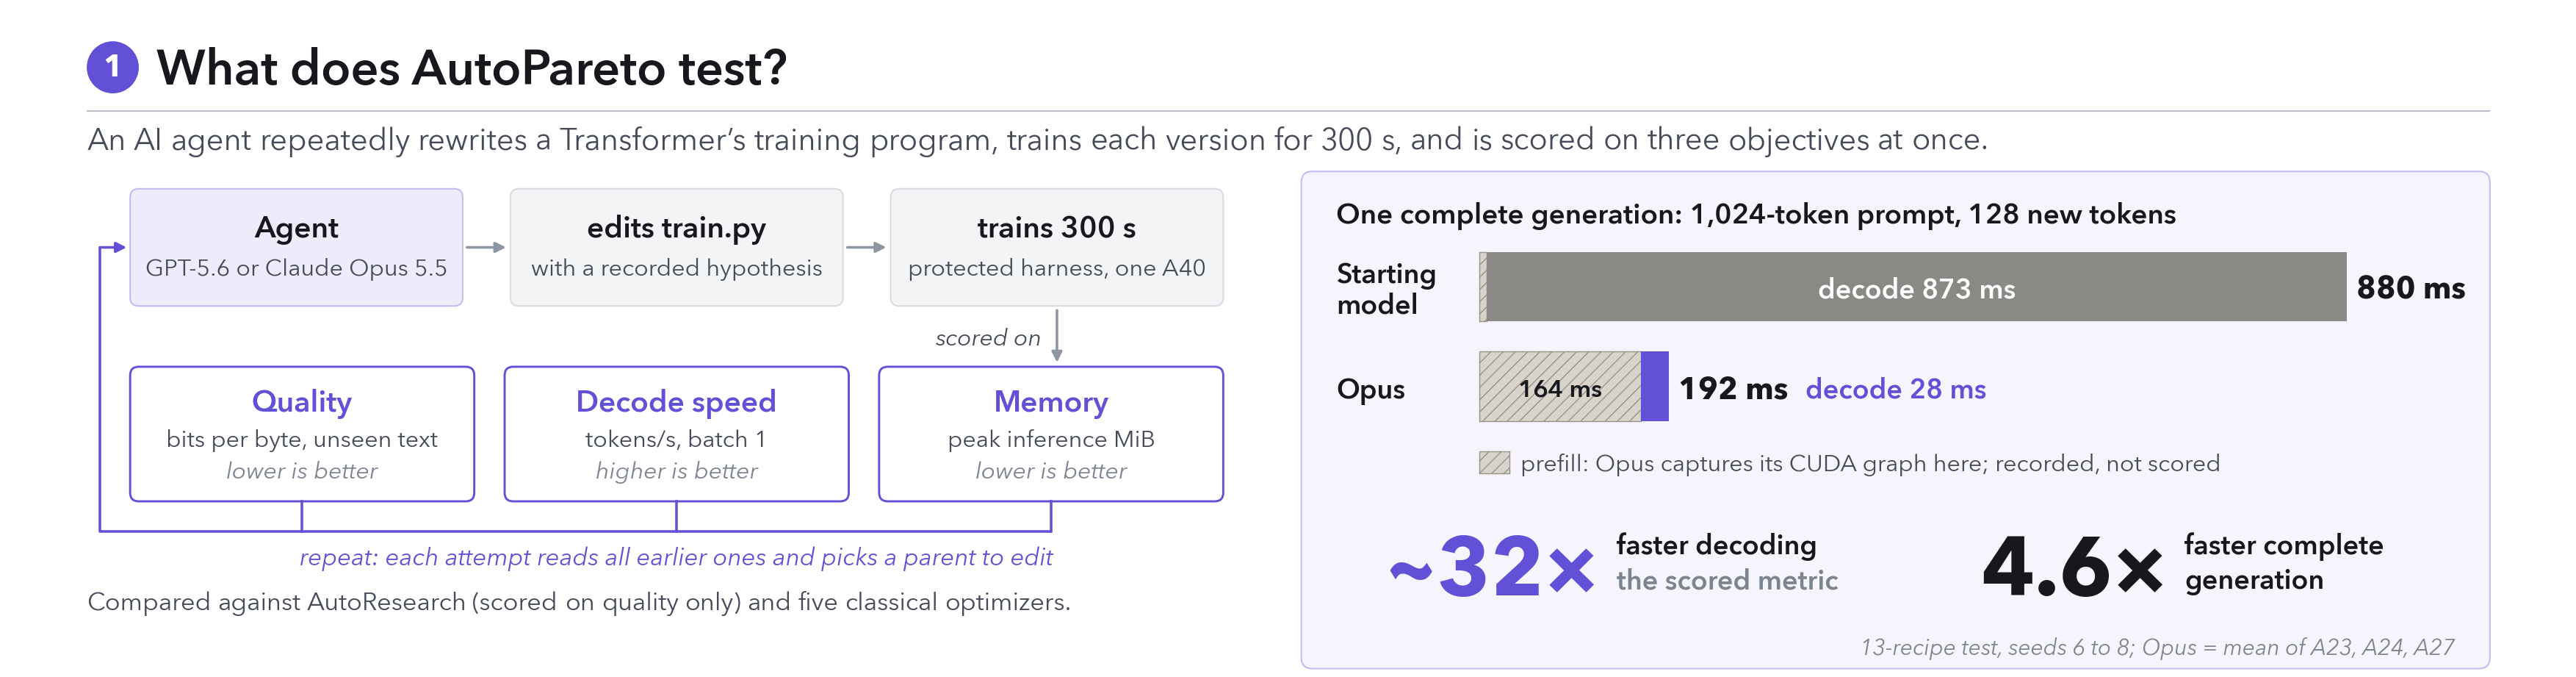 1 What does AutoPareto test?
An AI agent repeatedly rewrites a Transformer’s training program, trains each version for 300 s, and is scored on three objectives at once.
Agent
GPT-5.6 or Claude Opus 5.5
edits train.py
with a recorded hypothesis
trains 300 s
protected harness, one A40
scored on
Quality
bits per byte, unseen text
lower is better
Decode speed
tokens/s, batch 1
higher is better
Memory
peak inference MiB
lower is better
repeat: each attempt reads all earlier ones and picks a parent to edit
Compared against AutoResearch (scored on quality only) and five classical optimizers.
One complete generation: 1,024-token prompt, 128 new tokens
Starting
model
decode 873 ms
880 ms
Opus
164 ms
192 ms decode 28 ms
prefill: Opus captures its CUDA graph here; recorded, not scored
~32×
faster decoding
the scored metric
4.6×
faster complete
generation
13-recipe test, seeds 6 to 8; Opus = mean of A23, A24, A27